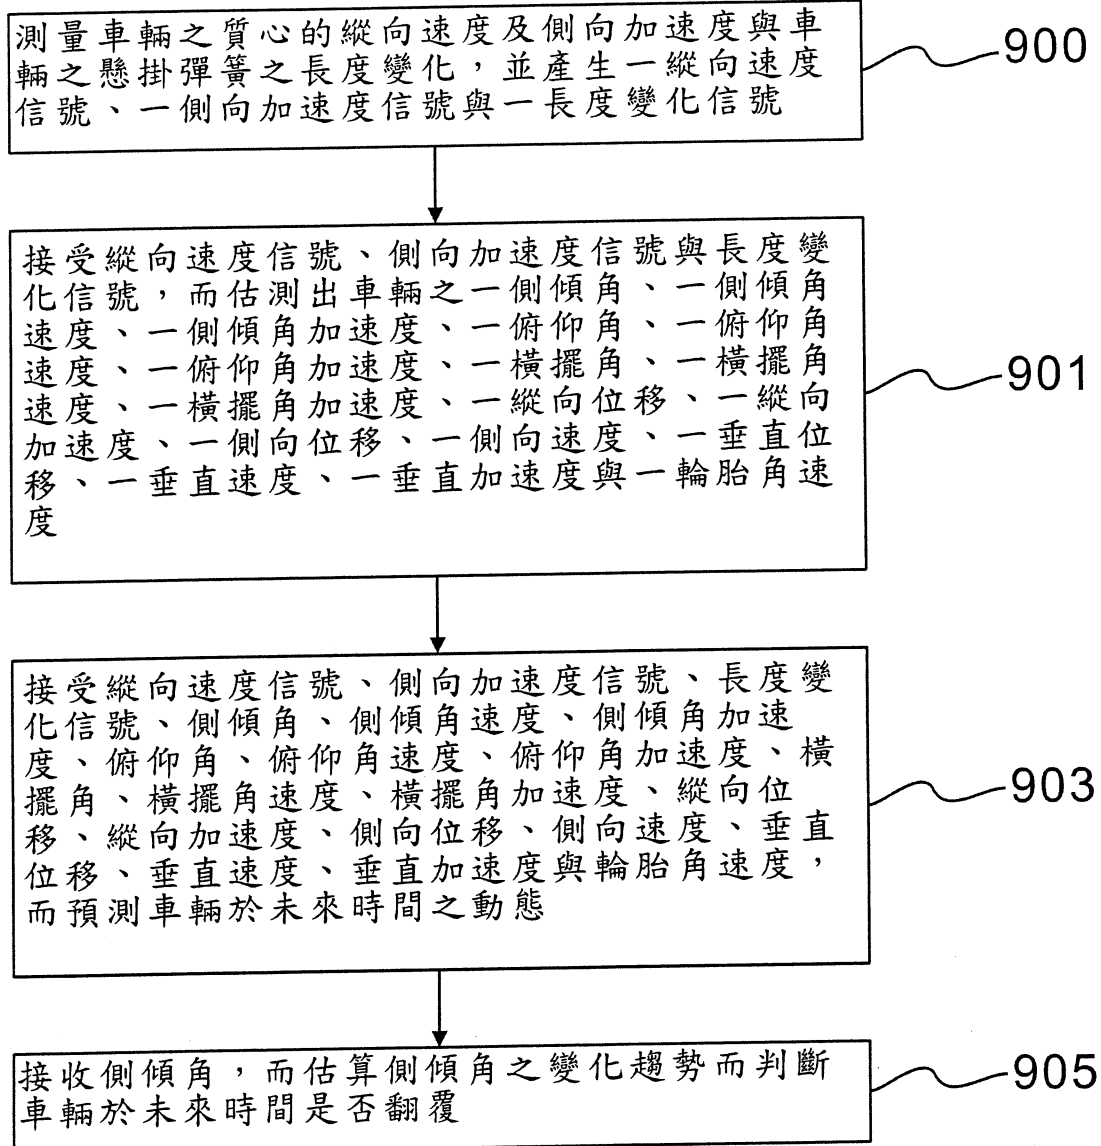 測量車輛之質心的縱向速度及側向加速度與車
輛之懸掛彈簧之長度變化，並產生一縱向速度
信號、一側向加速度信號與一長度變化信號
900
接受縱向速度信號、側向加速度信號與長度變
化信號，而估測出車輛之一側傾角、一側傾角
速度、一側傾角加速度、一俯仰角、一俯仰角
速度、一俯仰角加速度、一橫擺角、一橫擺角
速度、一橫擺角加速度、一縱向位移、一縱向
加速度、一側向位移、一側向速度、一垂直位
移、一垂直速度、一垂直加速度與一輪胎角速
度
901
接受縱向速度信號、側向加速度信號、長度變
化信號、側傾角、側傾角速度、側傾角加速
度、俯仰角、俯仰角速度、俯仰角加速度、橫
擺角、橫擺角速度、橫擺角加速度、縱向位
移、縱向加速度、側向位移、側向速度、垂直
位移、垂直速度、垂直加速度與輪胎角速度，
而預測車輛於未來時間之動態
903
接收側傾角，而估算側傾角之變化趨勢而判斷
車輛於未來時間是否翻覆
905